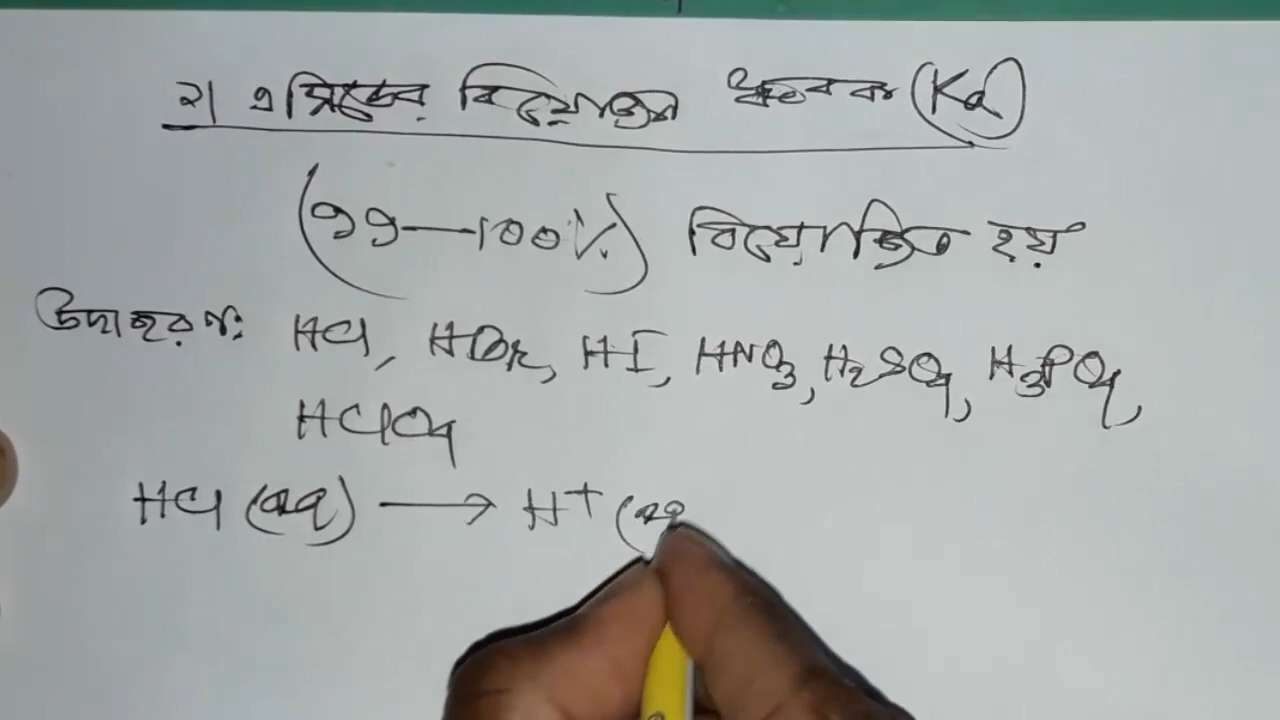 ২। এসিডের বিয়োজন ধ্রুবক (Ka)
(99—100%) বিয়োজিত হয়
উদাহরণ: HCl, HBr, HI, HNO₃, H₂SO₄, H₃PO₄,
HClO₄
HCl (aq) ⟶ H⁺ (aq